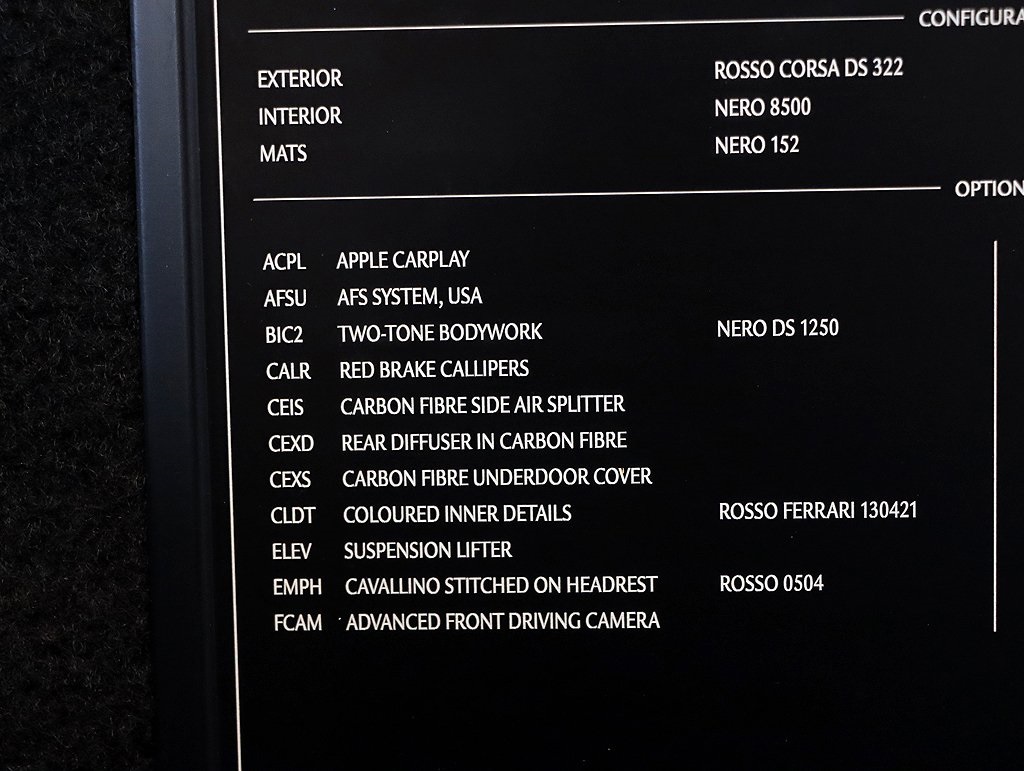 CONFIGURA
EXTERIOR ROSSO CORSA DS 322
INTERIOR NERO 8500
MATS NERO 152
OPTION
ACPL APPLE CARPLAY
AFSU AFS SYSTEM, USA
BIC2 TWO-TONE BODYWORK NERO DS 1250
CALR RED BRAKE CALLIPERS
CEIS CARBON FIBRE SIDE AIR SPLITTER
CEXD REAR DIFFUSER IN CARBON FIBRE
CEXS CARBON FIBRE UNDERDOOR COVER
CLDT COLOURED INNER DETAILS ROSSO FERRARI 130421
ELEV SUSPENSION LIFTER
EMPH CAVALLINO STITCHED ON HEADREST ROSSO 0504
FCAM ADVANCED FRONT DRIVING CAMERA